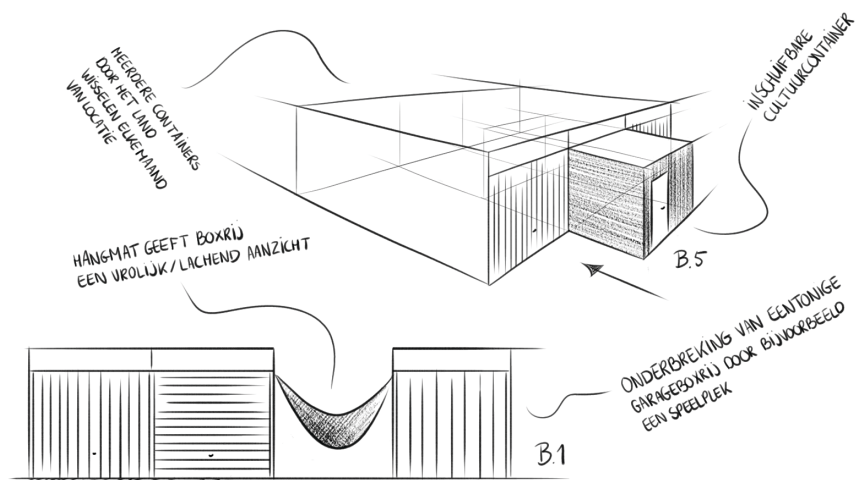 MEERDERE CONTAINERS
DOOR HET LAND
WISSELEN ELKE MAAND
VAN LOCATIE
INSCHUIFBARE
CULTUURCONTAINER
HANGMAT GEEFT BOXRIJ
EEN VROLIJK/LACHEND AANZICHT
B.5
ONDERBREKING VAN EENTONIGE
GARAGEBOXRIJ DOOR BIJVOORBEELD
EEN SPEELPLEK
B.1